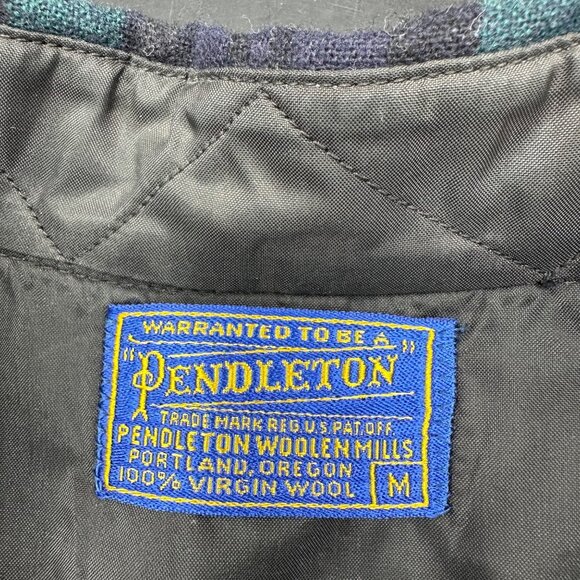 WARRANTED TO BE A
"PENDLETON"
TRADE MARK REG. U.S. PAT. OFF.
PENDLETON WOOLEN MILLS
PORTLAND, OREGON
100% VIRGIN WOOL M